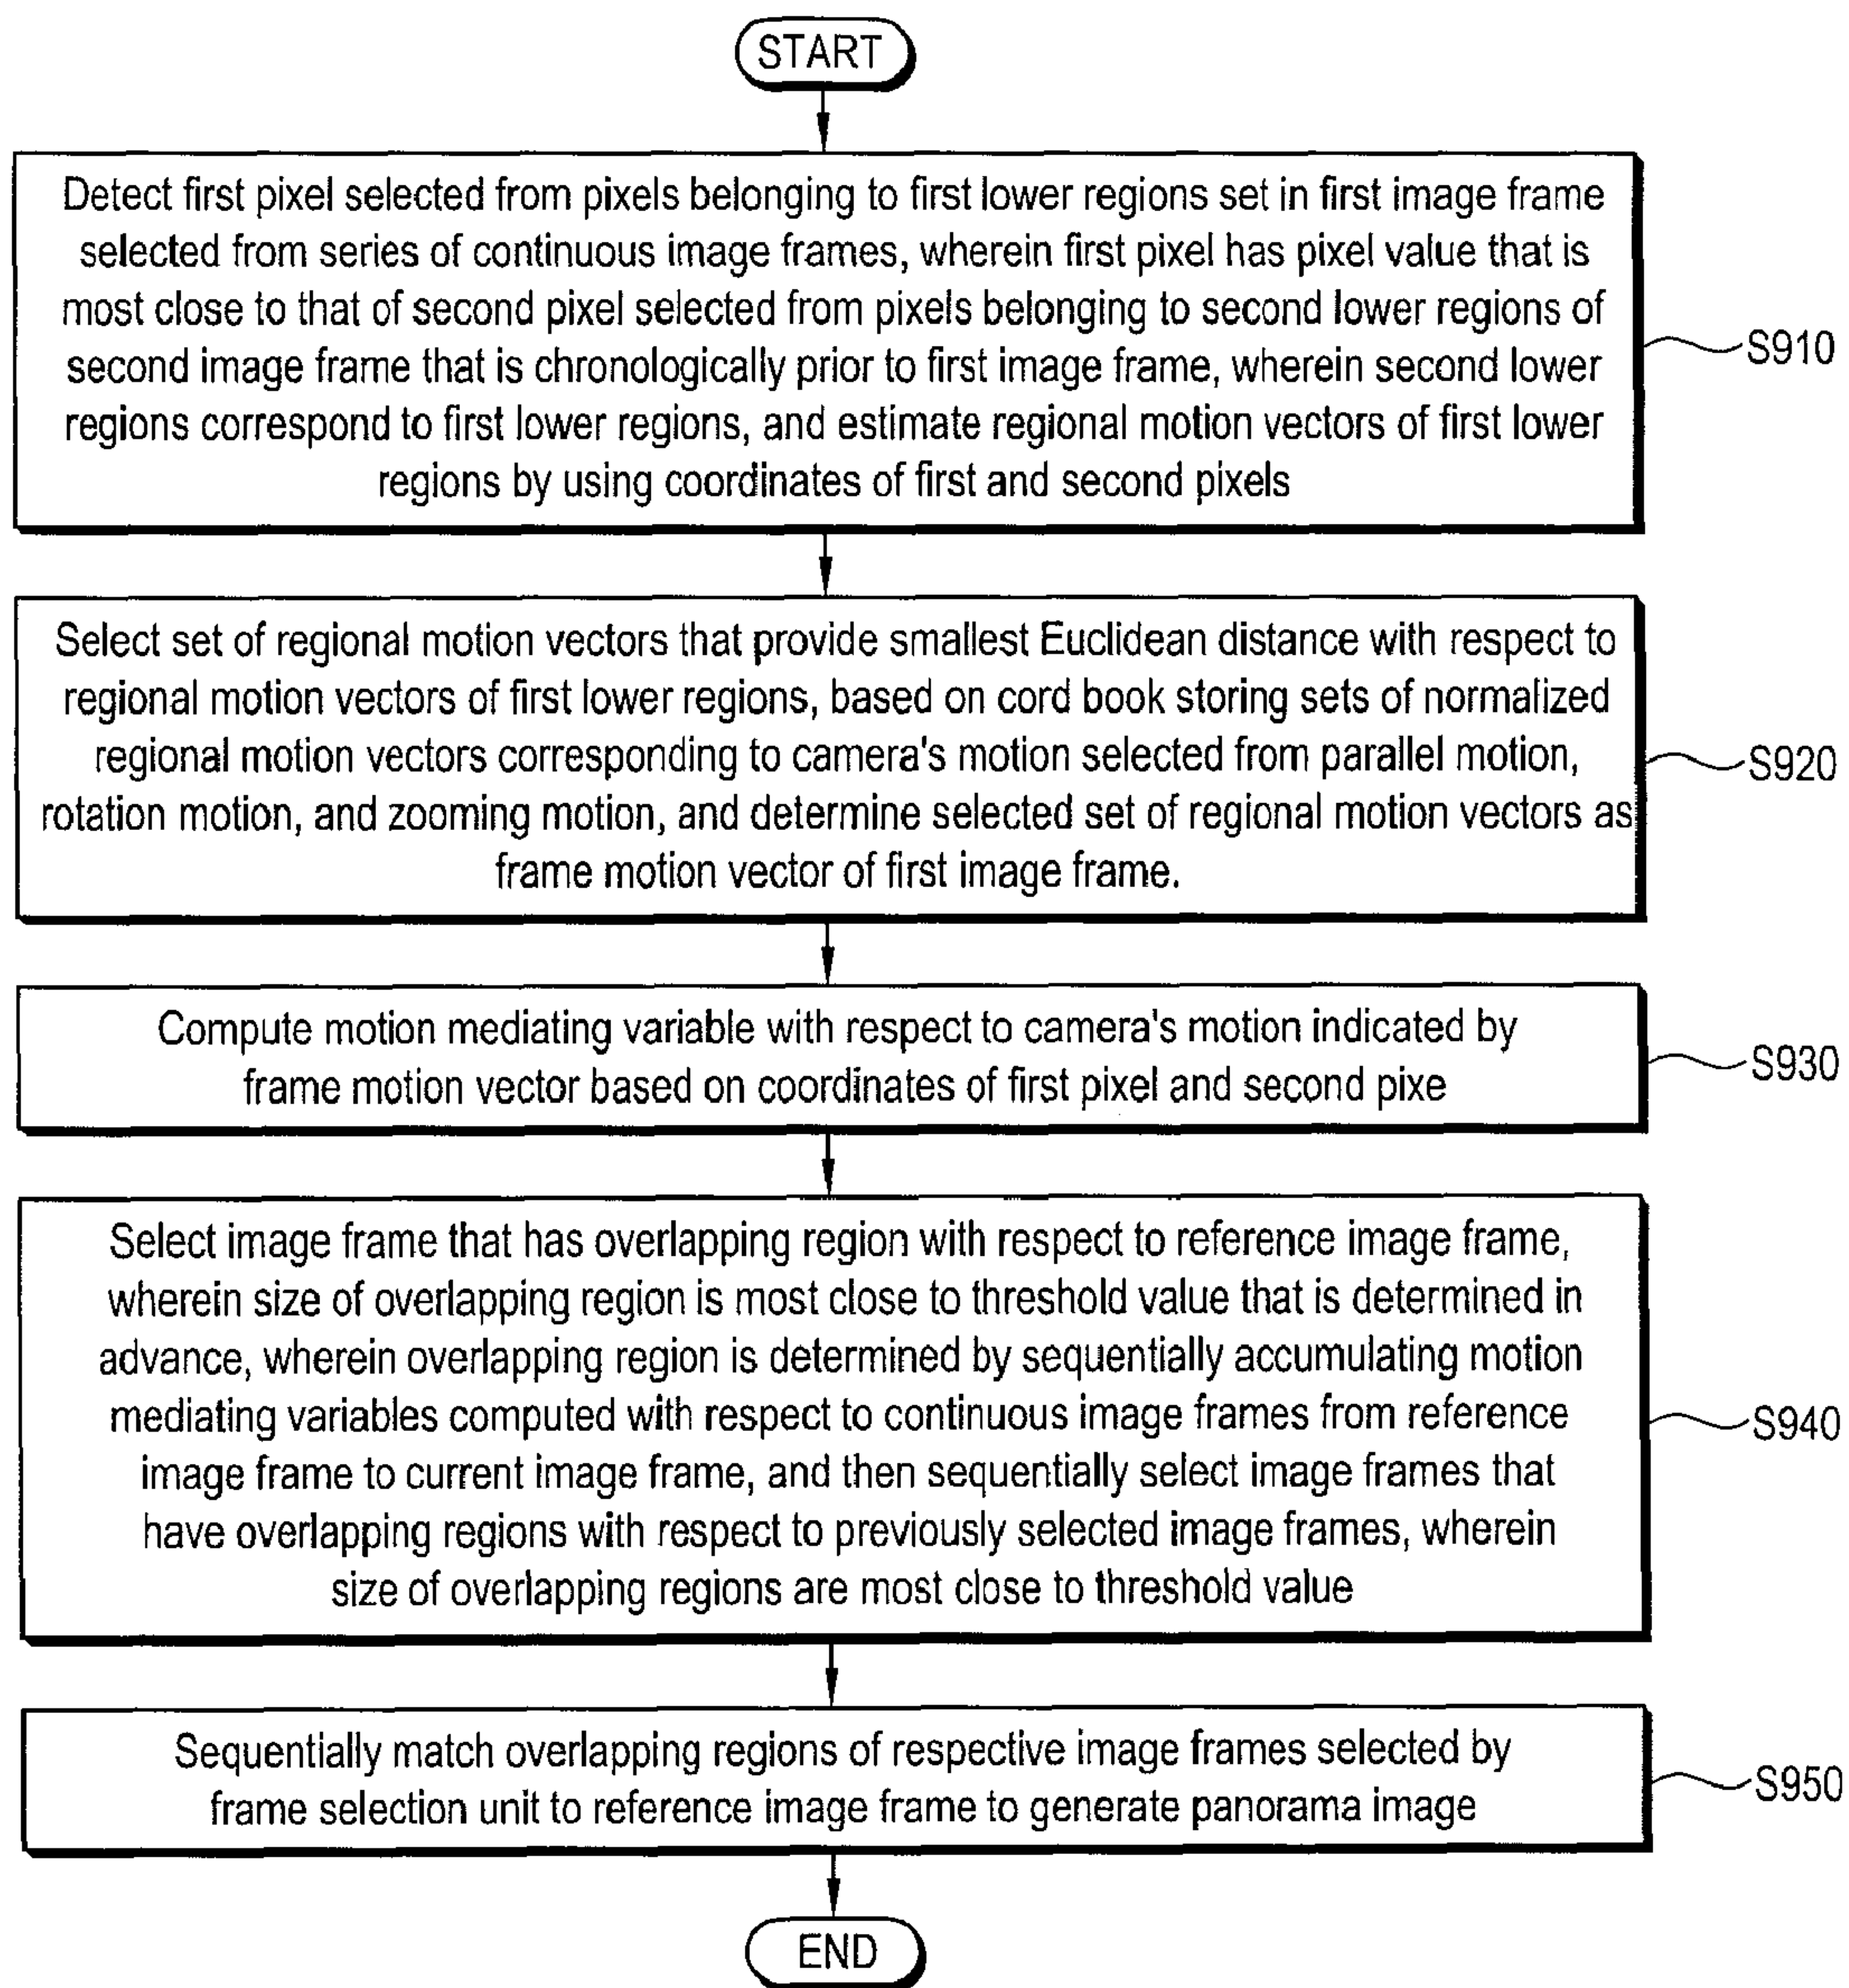 START
Detect first pixel selected from pixels belonging to first lower regions set in first image frame
selected from series of continuous image frames, wherein first pixel has pixel value that is
most close to that of second pixel selected from pixels belonging to second lower regions of
second image frame that is chronologically prior to first image frame, wherein second lower
regions correspond to first lower regions, and estimate regional motion vectors of first lower
regions by using coordinates of first and second pixels
S910
Select set of regional motion vectors that provide smallest Euclidean distance with respect to
regional motion vectors of first lower regions, based on cord book storing sets of normalized
regional motion vectors corresponding to camera's motion selected from parallel motion,
rotation motion, and zooming motion, and determine selected set of regional motion vectors as
frame motion vector of first image frame.
S920
Compute motion mediating variable with respect to camera's motion indicated by
frame motion vector based on coordinates of first pixel and second pixe
S930
Select image frame that has overlapping region with respect to reference image frame,
wherein size of overlapping region is most close to threshold value that is determined in
advance, wherein overlapping region is determined by sequentially accumulating motion
mediating variables computed with respect to continuous image frames from reference
image frame to current image frame, and then sequentially select image frames that
have overlapping regions with respect to previously selected image frames, wherein
size of overlapping regions are most close to threshold value
S940
Sequentially match overlapping regions of respective image frames selected by
frame selection unit to reference image frame to generate panorama image
S950
END